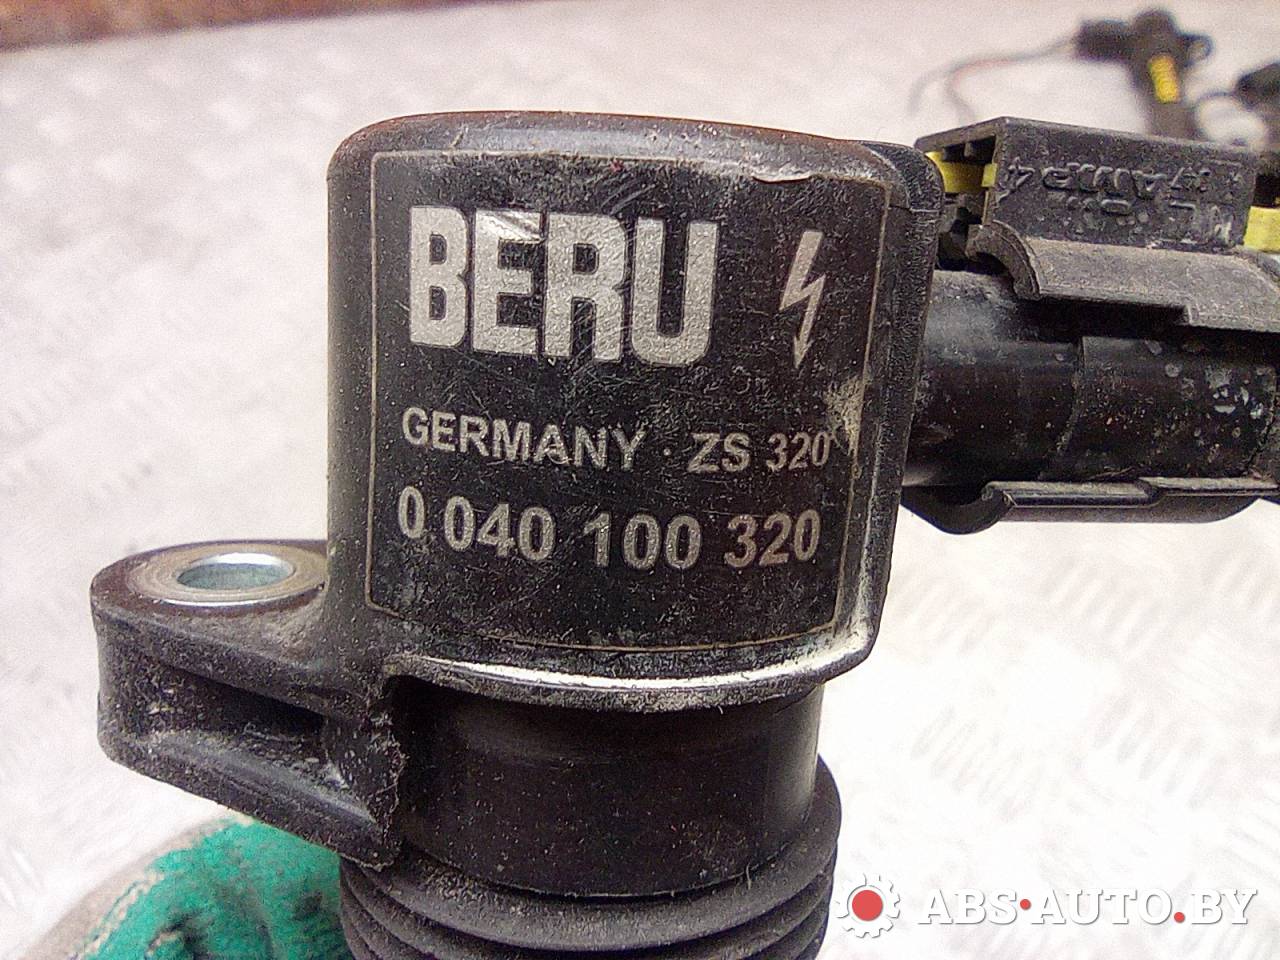 BERU
GERMANY · ZS 320
0 040 100 320
ABS•AUTO.BY